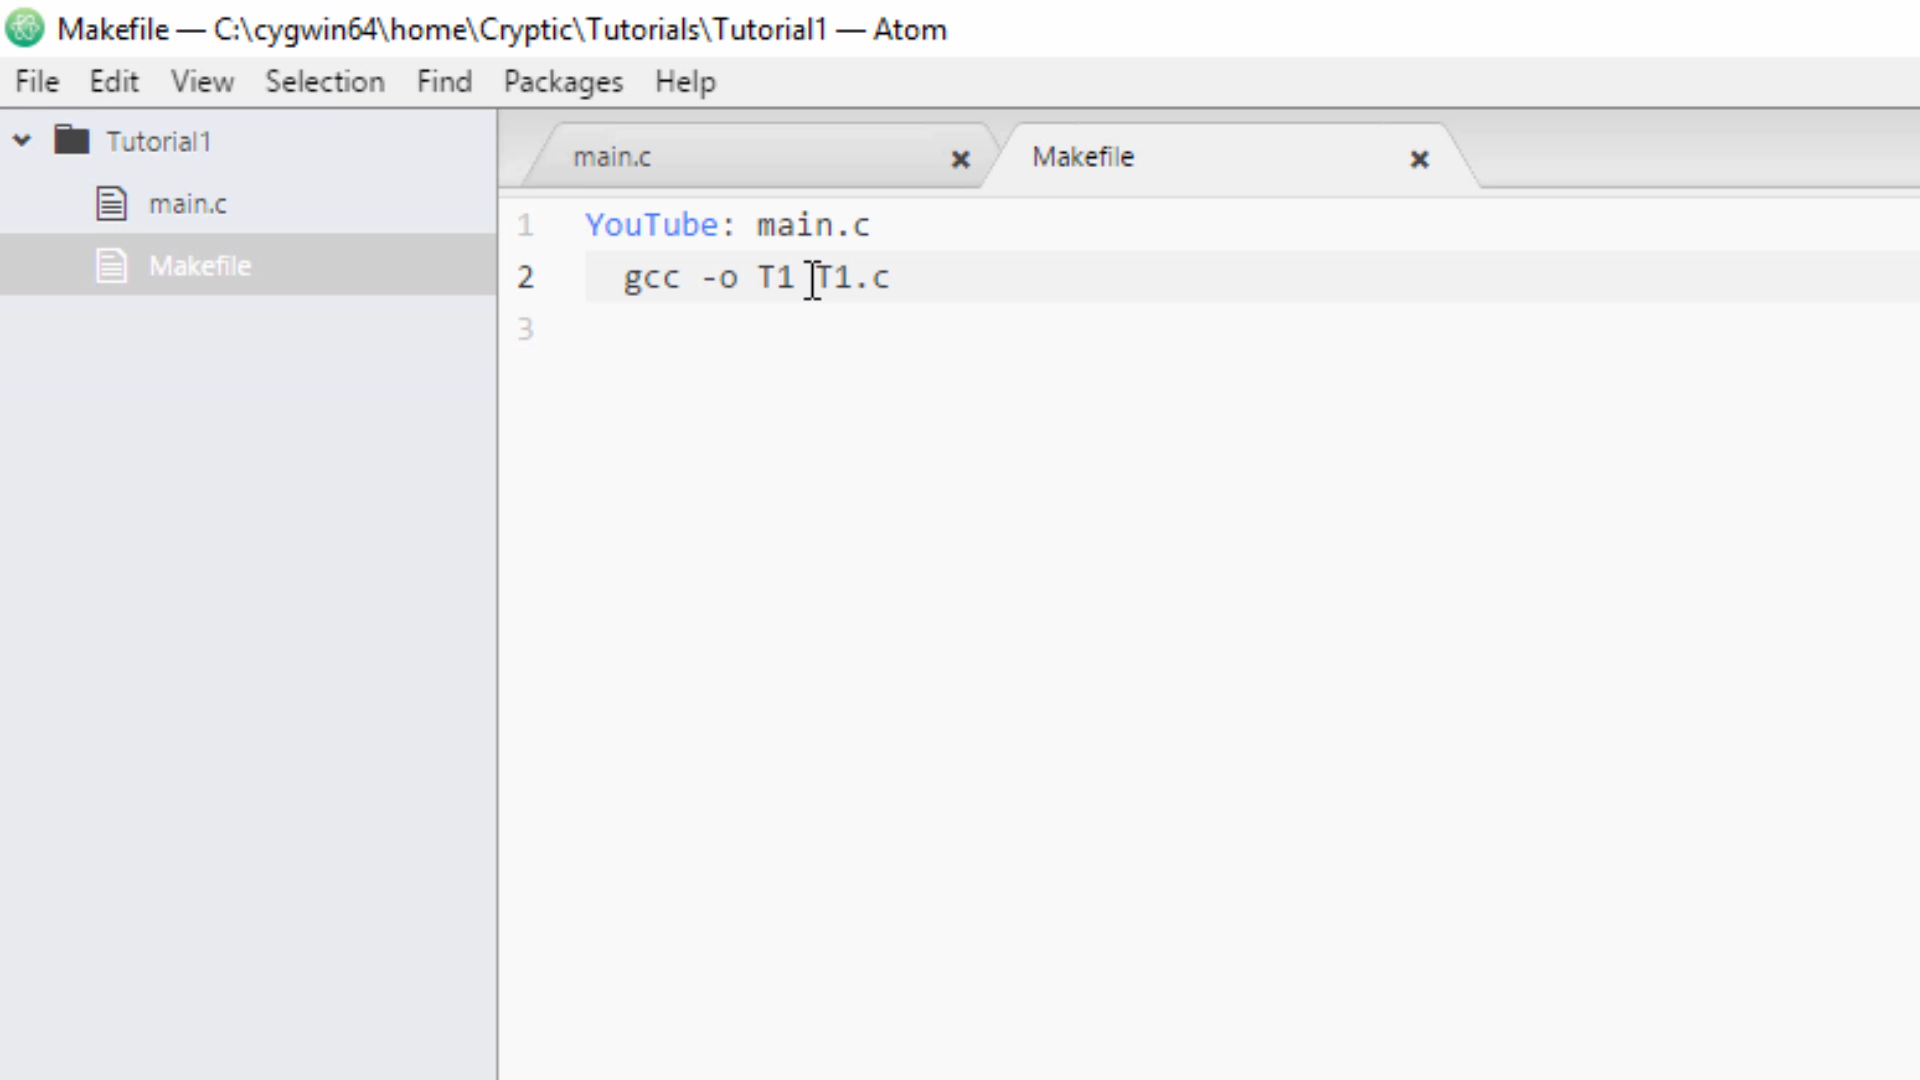 Makefile — C:\cygwin64\home\Cryptic\Tutorials\Tutorial1 — Atom
File Edit View Selection Find Packages Help
Tutorial1
main.c
Makefile
main.c
Makefile
1 YouTube: main.c
2 gcc -o T1 T1.c
3